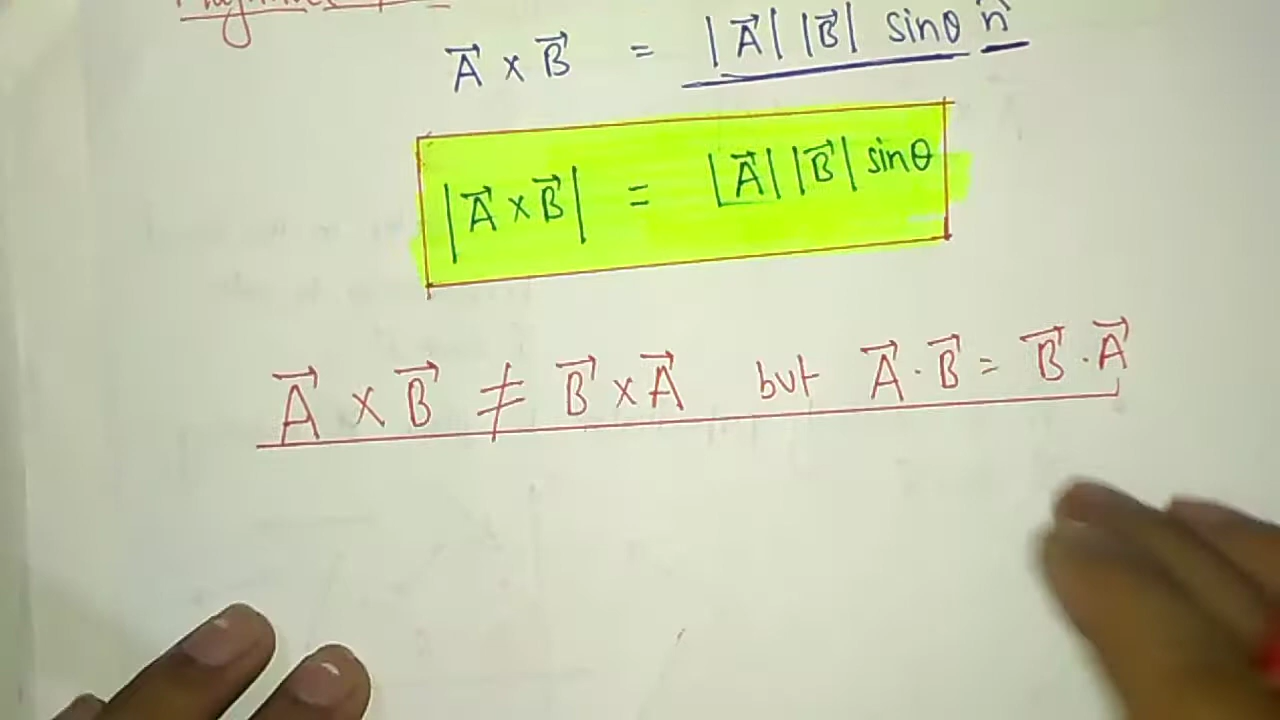 A⃗ × B⃗ = |A⃗| |B⃗| sinθ n̂
|A⃗ × B⃗| = |A⃗| |B⃗| sinθ
A⃗ × B⃗ ≠ B⃗ × A⃗ but A⃗ · B⃗ = B⃗ · A⃗